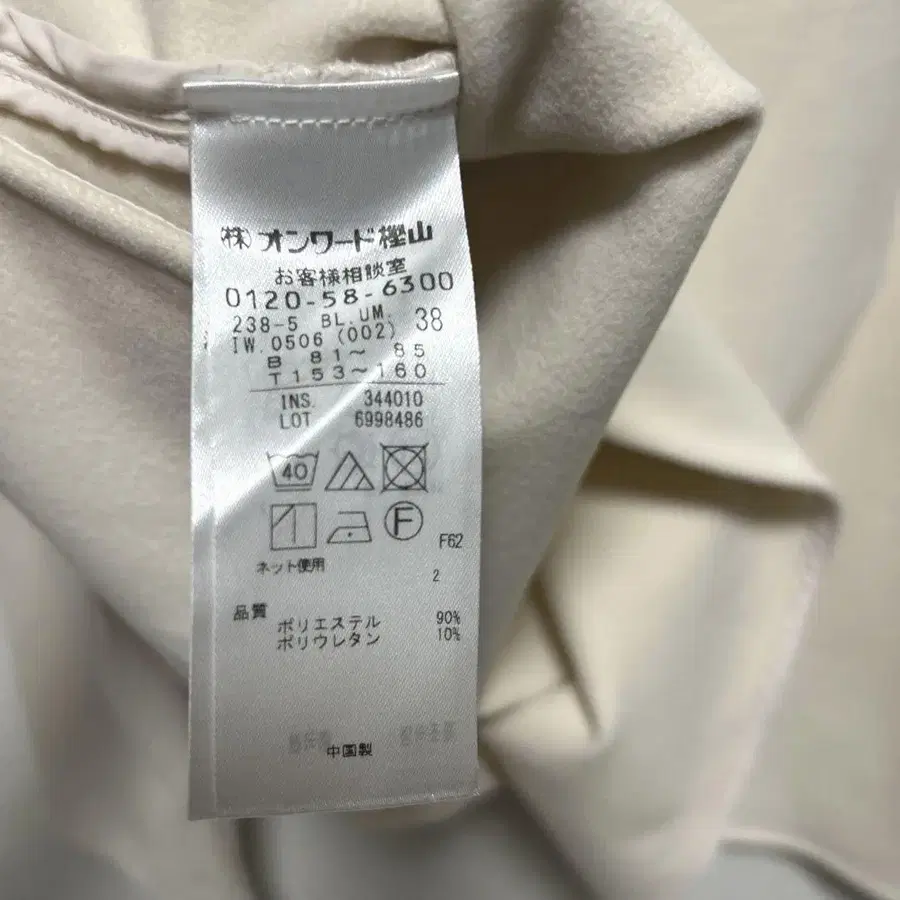 (株)オンワード樫山
お客様相談室
0120-58-6300
238-5 BL.UM. 38
IW.0506 (002)
B 81～ 85
T153～160
INS. 344010
LOT 6998486
40
F
F62
ネット使用
2
品質
ポリエステル 90%
ポリウレタン 10%
中国製